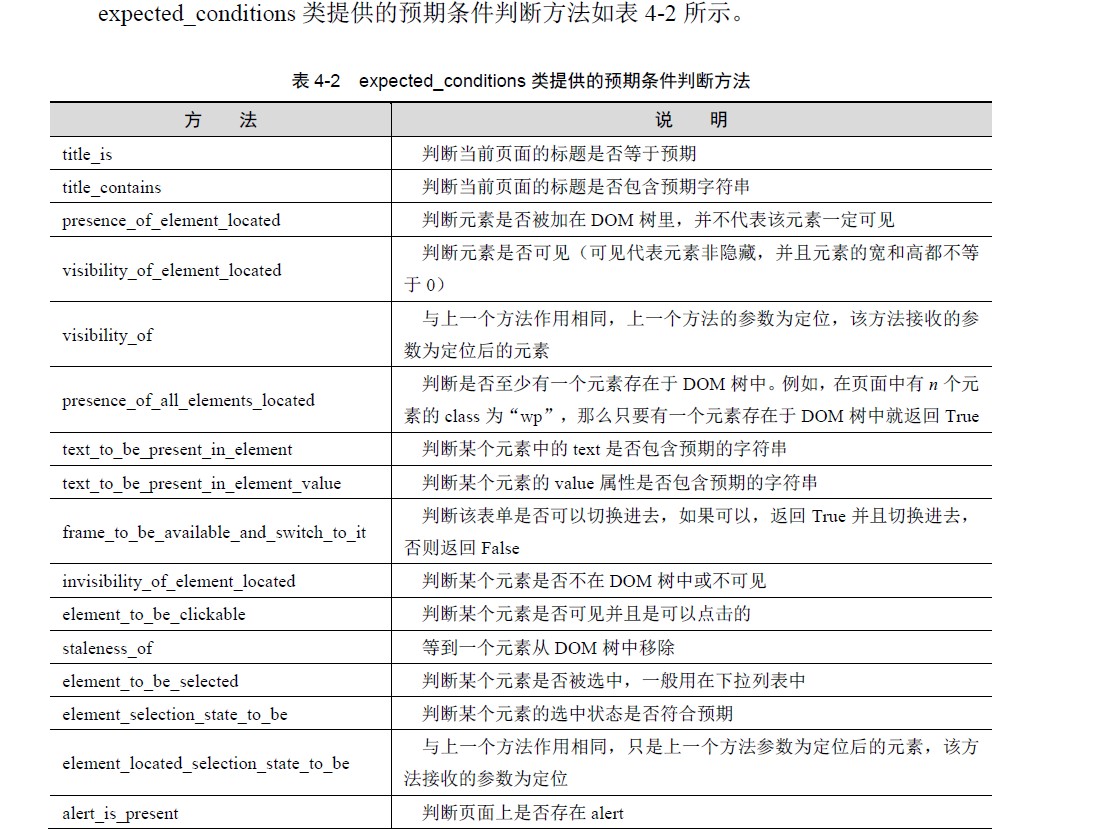 expected_conditions 类提供的预期条件判断方法如表 4-2 所示。
表 4-2 expected_conditions 类提供的预期条件判断方法
方 法 说 明
title_is 判断当前页面的标题是否等于预期
title_contains 判断当前页面的标题是否包含预期字符串
presence_of_element_located 判断元素是否被加在 DOM 树里，并不代表该元素一定可见
visibility_of_element_located 判断元素是否可见（可见代表元素非隐藏，并且元素的宽和高都不等
于 0）
visibility_of 与上一个方法作用相同，上一个方法的参数为定位，该方法接收的参
数为定位后的元素
presence_of_all_elements_located 判断是否至少有一个元素存在于 DOM 树中。例如，在页面中有 n 个元
素的 class 为“wp”，那么只要有一个元素存在于 DOM 树中就返回 True
text_to_be_present_in_element 判断某个元素中的 text 是否包含预期的字符串
text_to_be_present_in_element_value 判断某个元素的 value 属性是否包含预期的字符串
frame_to_be_available_and_switch_to_it 判断该表单是否可以切换进去，如果可以，返回 True 并且切换进去，
否则返回 False
invisibility_of_element_located 判断某个元素是否不在 DOM 树中或不可见
element_to_be_clickable 判断某个元素是否可见并且是可以点击的
staleness_of 等到一个元素从 DOM 树中移除
element_to_be_selected 判断某个元素是否被选中，一般用在下拉列表中
element_selection_state_to_be 判断某个元素的选中状态是否符合预期
element_located_selection_state_to_be 与上一个方法作用相同，只是上一个方法参数为定位后的元素，该方
法接收的参数为定位
alert_is_present 判断页面上是否存在 alert